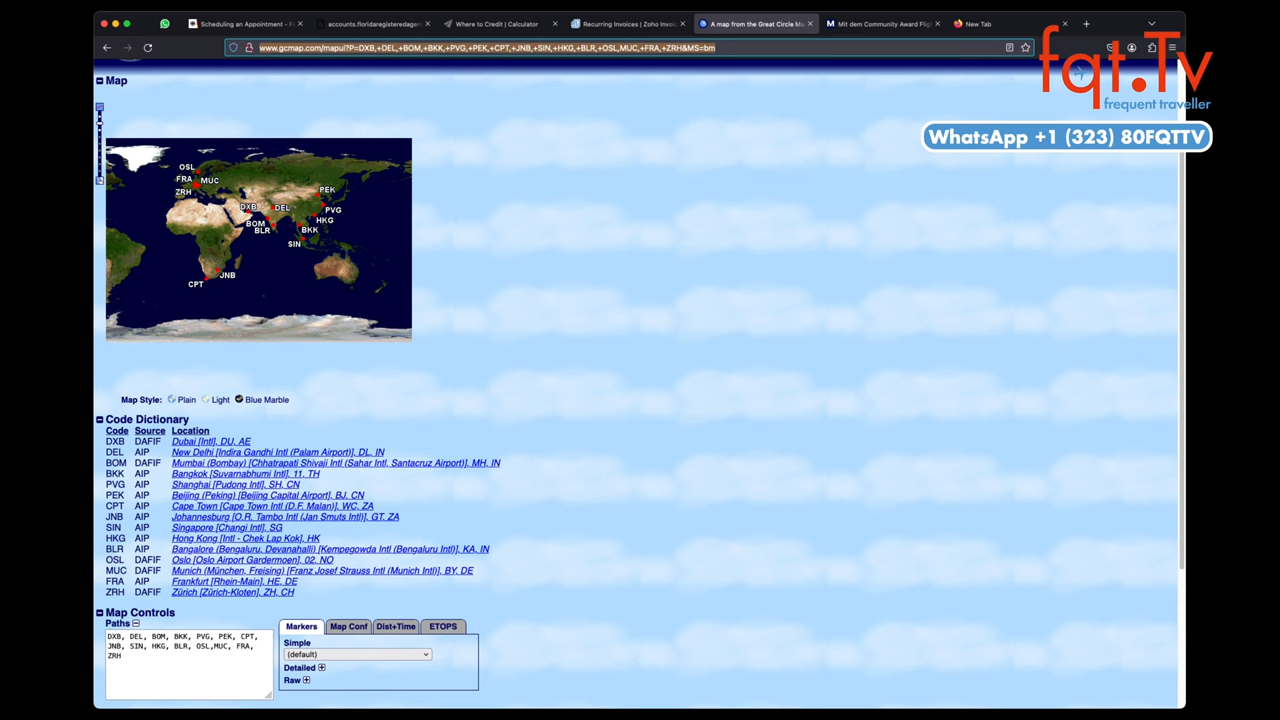 Scheduling an Appointment - F
accounts.floridaregisteredagen
Where to Credit | Calculator
Recurring Invoices | Zoho Invoi
A map from the Great Circle Ma
Mit dem Community Award Fligh
New Tab
www.gcmap.com/mapui?P=DXB,+DEL,+BOM,+BKK,+PVG,+PEK,+CPT,+JNB,+SIN,+HKG,+BLR,+OSL,MUC,+FRA,+ZRH&MS=bm
fqt.Tv
frequent traveller
WhatsApp +1 (323) 80FQTTV
Map
OSL
FRA MUC
ZRH
PEK
DXB DEL
PVG
HKG
BOM
BLR BKK
SIN
JNB
CPT
Map Style: Plain Light Blue Marble
Code Dictionary
Code Source Location
DXB DAFIF Dubai [Intl], DU, AE
DEL AIP New Delhi [Indira Gandhi Intl (Palam Airport)], DL, IN
BOM DAFIF Mumbai (Bombay) [Chhatrapati Shivaji Intl (Sahar Intl, Santacruz Airport)], MH, IN
BKK AIP Bangkok [Suvarnabhumi Intl], 11, TH
PVG AIP Shanghai [Pudong Intl], SH, CN
PEK AIP Beijing (Peking) [Beijing Capital Airport], BJ, CN
CPT AIP Cape Town [Cape Town Intl (D.F. Malan)], WC, ZA
JNB AIP Johannesburg [O.R. Tambo Intl (Jan Smuts Intl)], GT, ZA
SIN AIP Singapore [Changi Intl], SG
HKG AIP Hong Kong [Intl - Chek Lap Kok], HK
BLR AIP Bangalore (Bengaluru, Devanahalli) [Kempegowda Intl (Bengaluru Intl)], KA, IN
OSL DAFIF Oslo [Oslo Airport Gardermoen], 02, NO
MUC DAFIF Munich (München, Freising) [Franz Josef Strauss Intl (Munich Intl)], BY, DE
FRA AIP Frankfurt [Rhein-Main], HE, DE
ZRH DAFIF Zürich [Zürich-Kloten], ZH, CH
Map Controls
Paths
DXB, DEL, BOM, BKK, PVG, PEK, CPT,
JNB, SIN, HKG, BLR, OSL,MUC, FRA,
ZRH
Markers Map Conf Dist+Time ETOPS
Simple
(default)
Detailed
Raw